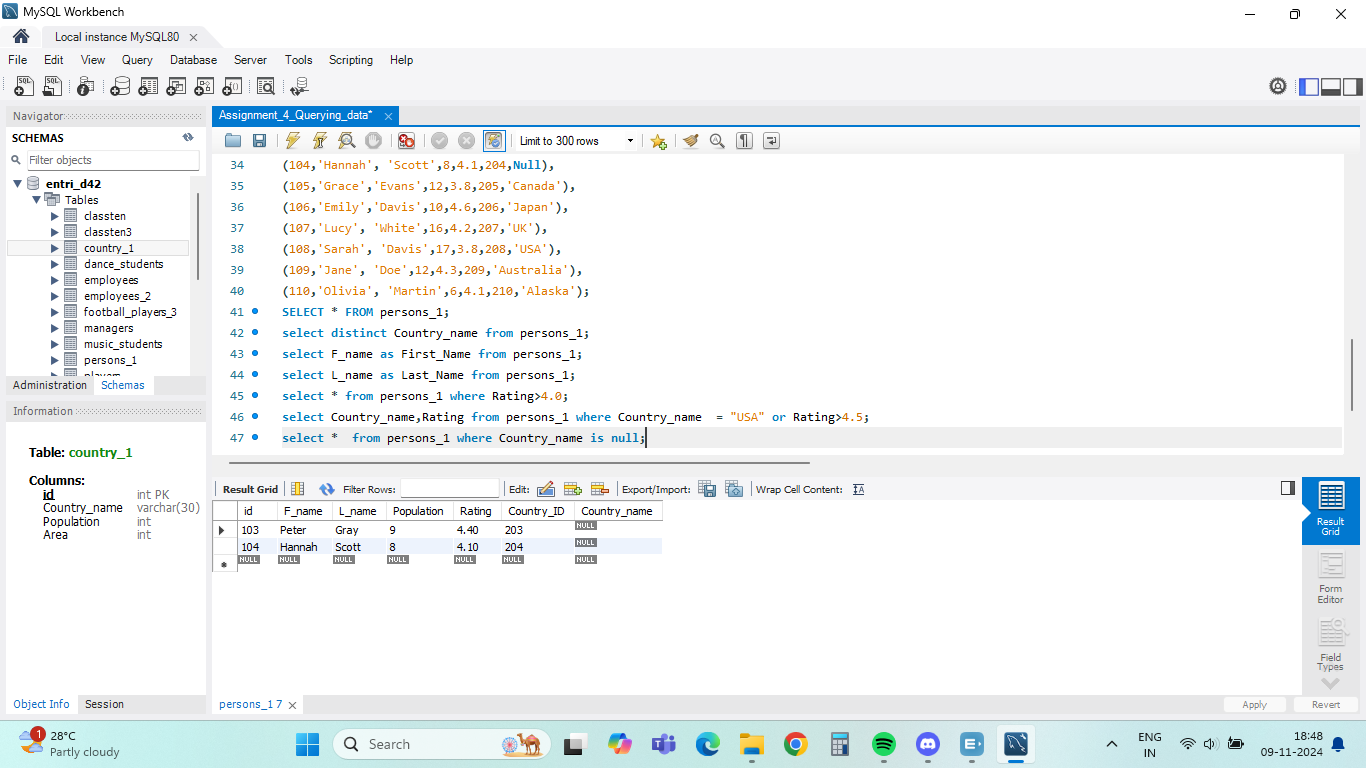 MySQL Workbench
Local instance MySQL80
File Edit View Query Database Server Tools Scripting Help
Navigator
SCHEMAS
Filter objects
entri_d42
Tables
classten
classten3
country_1
dance_students
employees
employees_2
football_players_3
managers
music_students
persons_1
players
Administration Schemas
Information
Table: country_1
Columns:
id int PK
Country_name varchar(30)
Population int
Area int
Object Info Session
Assignment_4_Querying_data*
Limit to 300 rows
34 (104,'Hannah', 'Scott',8,4.1,204,Null),
35 (105,'Grace','Evans',12,3.8,205,'Canada'),
36 (106,'Emily','Davis',10,4.6,206,'Japan'),
37 (107,'Lucy', 'White',16,4.2,207,'UK'),
38 (108,'Sarah', 'Davis',17,3.8,208,'USA'),
39 (109,'Jane', 'Doe',12,4.3,209,'Australia'),
40 (110,'Olivia', 'Martin',6,4.1,210,'Alaska');
41 SELECT * FROM persons_1;
42 select distinct Country_name from persons_1;
43 select F_name as First_Name from persons_1;
44 select L_name as Last_Name from persons_1;
45 select * from persons_1 where Rating>4.0;
46 select Country_name,Rating from persons_1 where Country_name  = "USA" or Rating>4.5;
47 select *  from persons_1 where Country_name is null;
Result Grid Filter Rows: Edit: Export/Import: Wrap Cell Content:
id F_name L_name Population Rating Country_ID Country_name
103 Peter Gray 9 4.40 203 NULL
104 Hannah Scott 8 4.10 204 NULL
NULL NULL NULL NULL NULL NULL NULL
Result
Grid
Form
Editor
Field
Types
persons_1 7
Apply Revert
1
28°C
Partly cloudy
Search
ENG
IN
18:48
09-11-2024